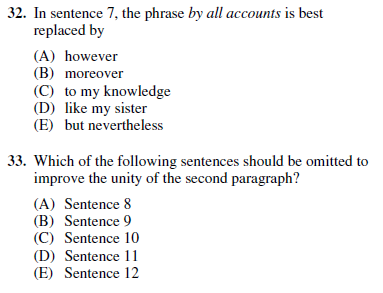 32. In sentence 7, the phrase by all accounts is best
replaced by
(A) however
(B) moreover
(C) to my knowledge
(D) like my sister
(E) but nevertheless
33. Which of the following sentences should be omitted to
improve the unity of the second paragraph?
(A) Sentence 8
(B) Sentence 9
(C) Sentence 10
(D) Sentence 11
(E) Sentence 12